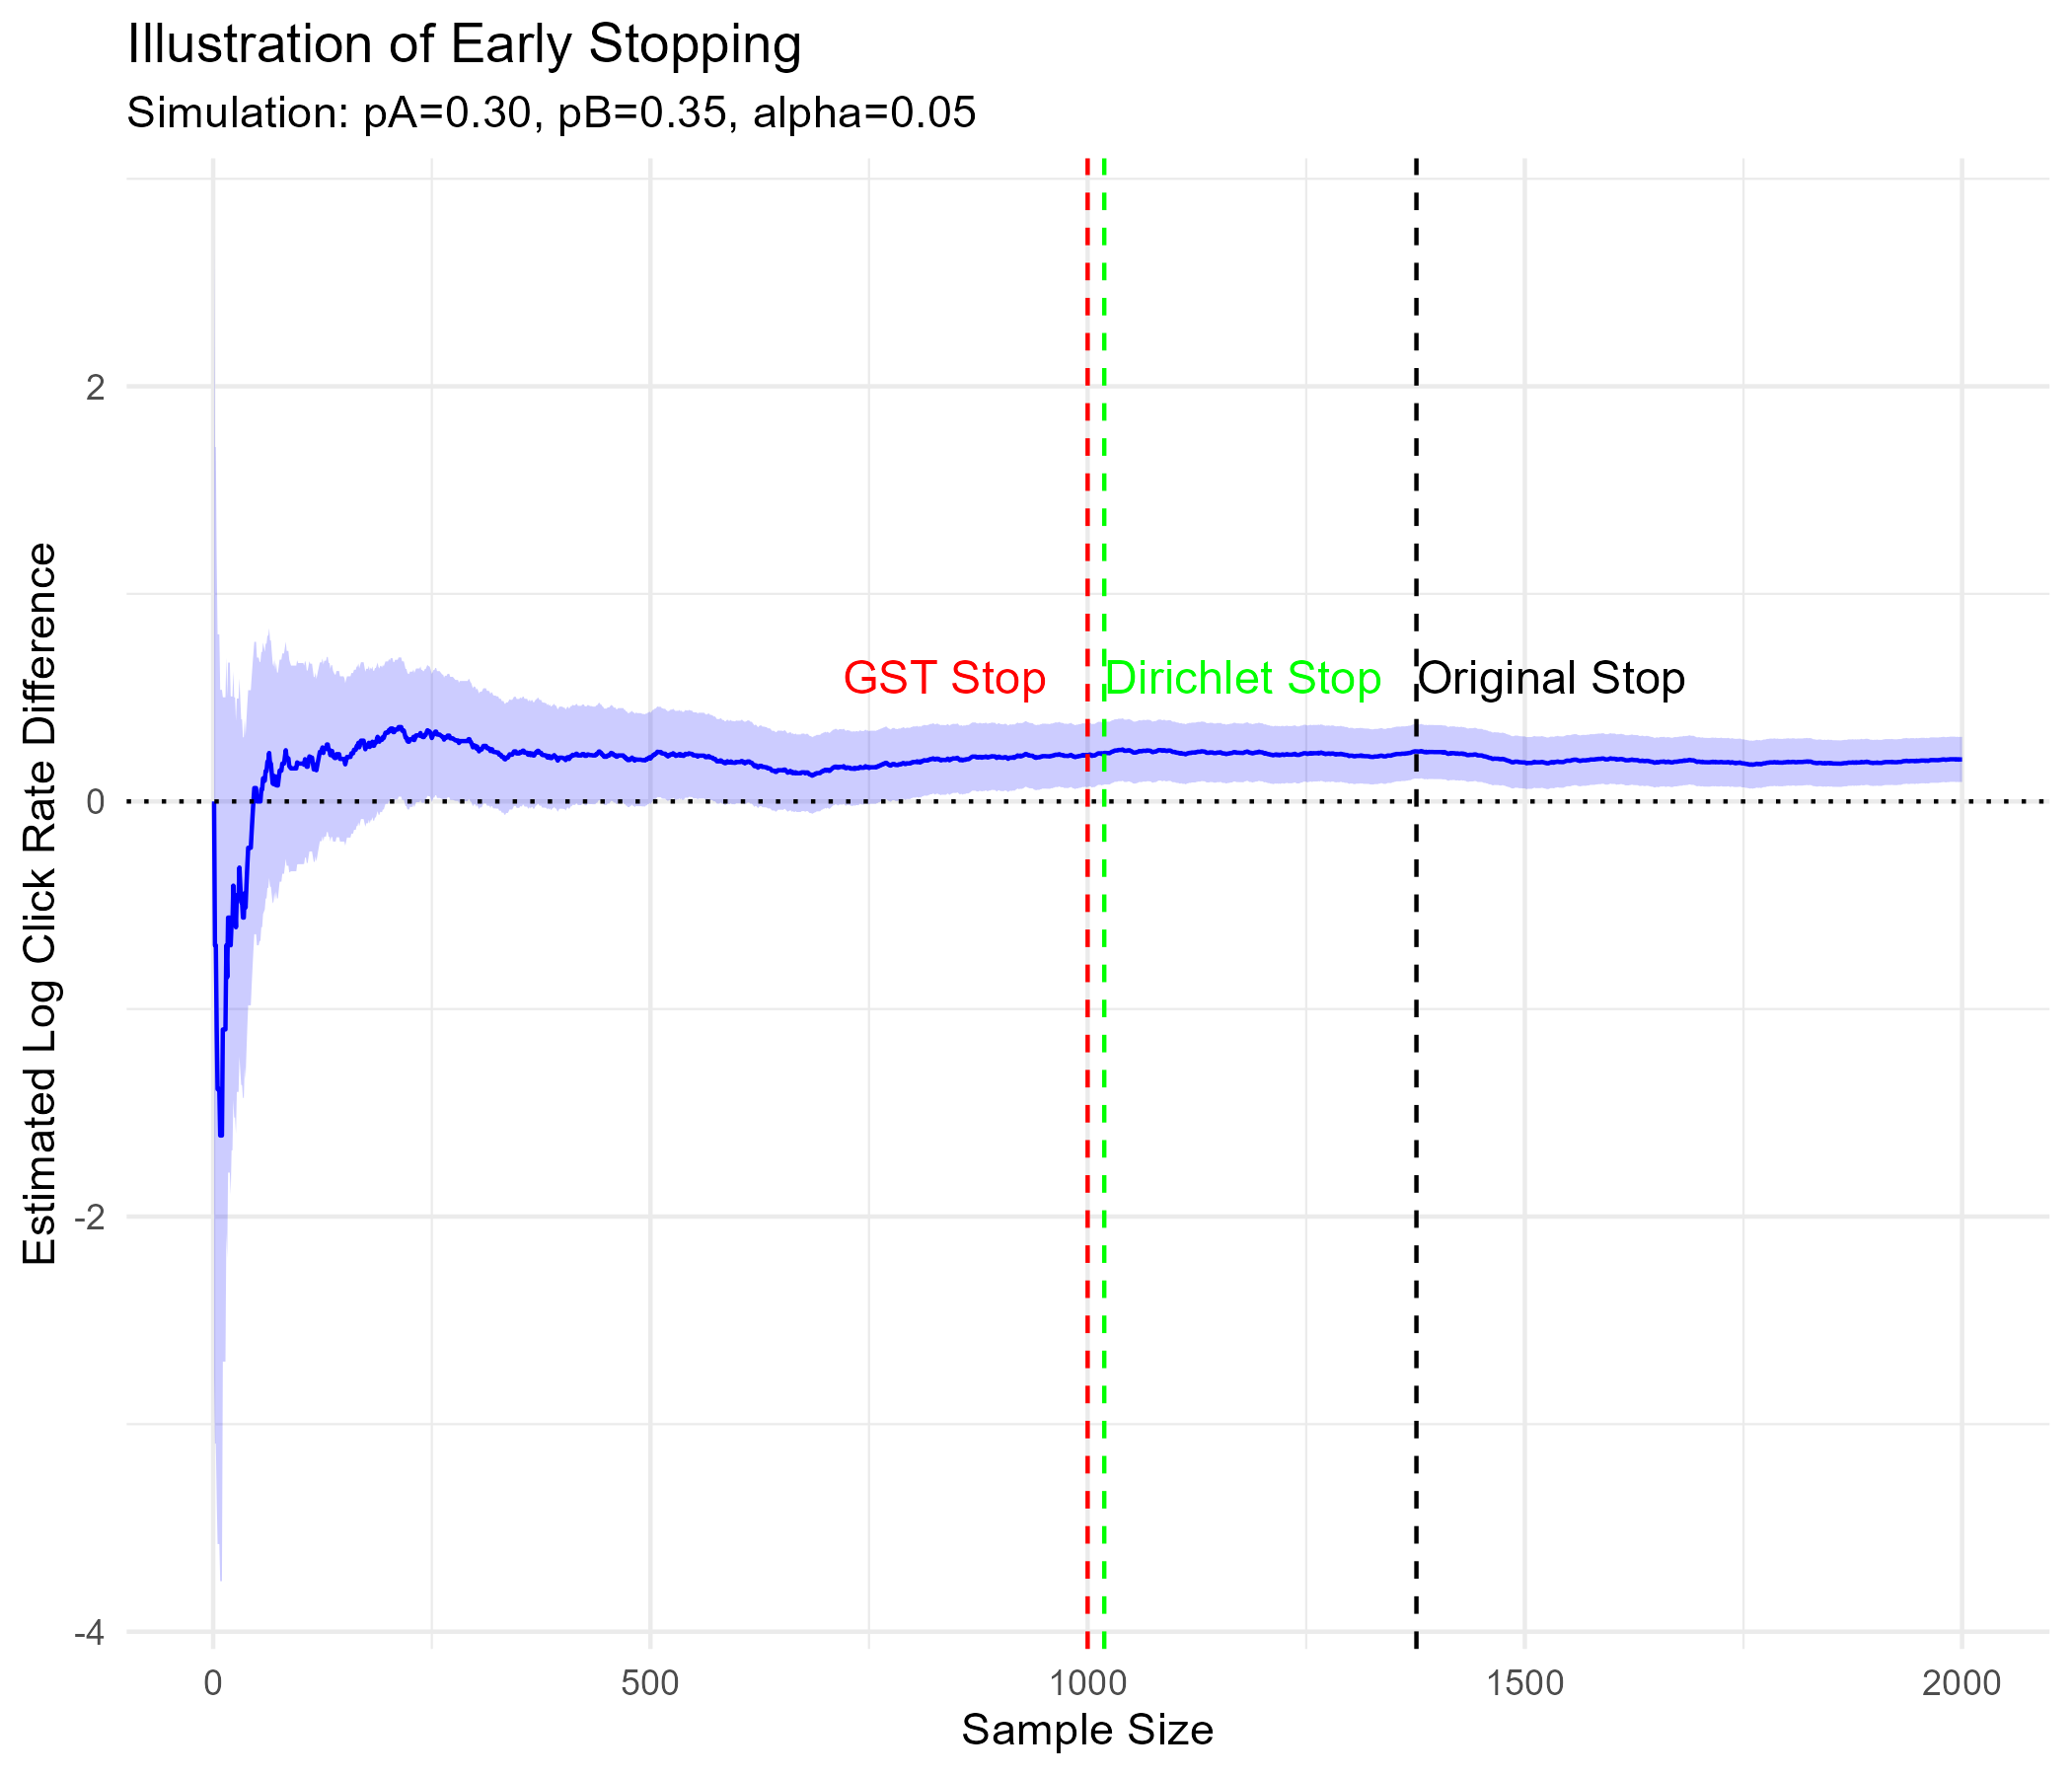 Illustration of Early Stopping
Simulation: pA=0.30, pB=0.35, alpha=0.05
Estimated Log Click Rate Difference
2
0
-2
-4
GST Stop
Dirichlet Stop
Original Stop
0
500
1000
1500
2000
Sample Size